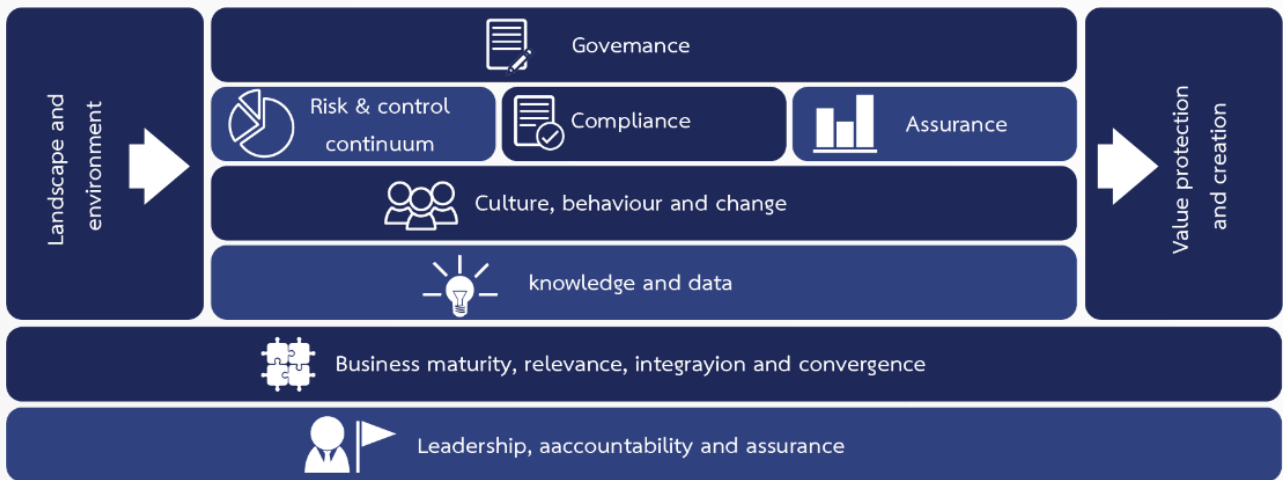 Landscape and
environment
Govemance
Risk & control
continuum
Compliance
Assurance
Culture, behaviour and change
knowledge and data
Value protection
and creation
Business maturity, relevance, integrayion and convergence
Leadership, aaccountability and assurance